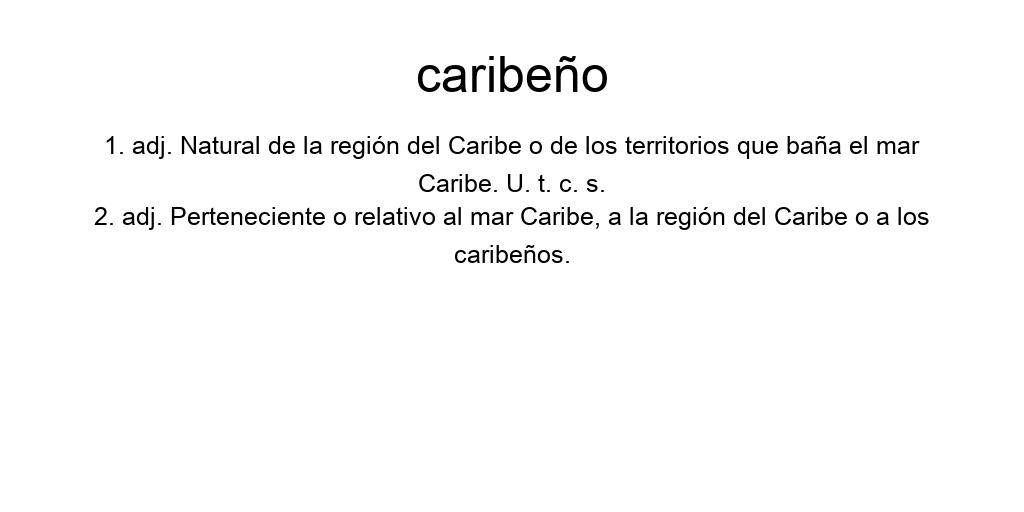 caribeño
1. adj. Natural de la región del Caribe o de los territorios que baña el mar
Caribe. U. t. c. s.
2. adj. Perteneciente o relativo al mar Caribe, a la región del Caribe o a los
caribeños.